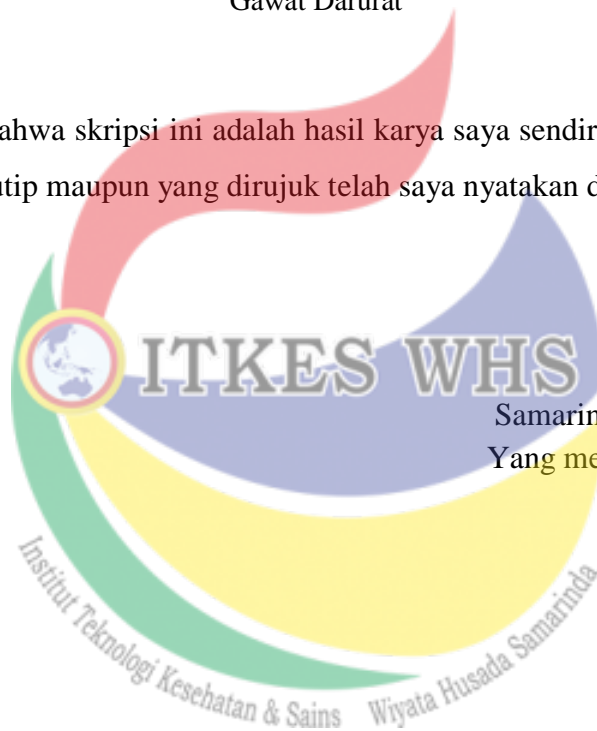 Gawat Darurat
ahwa skripsi ini adalah hasil karya saya sendir
utip maupun yang dirujuk telah saya nyatakan d
ITKES WHS
Samarin
Yang me
Institut Teknologi Kesehatan & Sains Wiyata Husada Samarinda